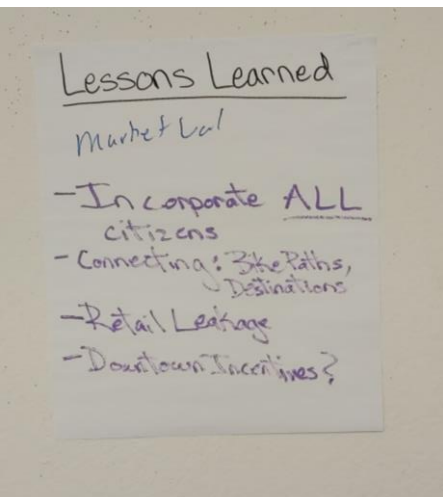 Lessons Learned
Market Val
- Incorporate ALL
citizens
- Connecting: Bike Paths,
Destinations
- Retail Leakage
- Downtown Incentives?